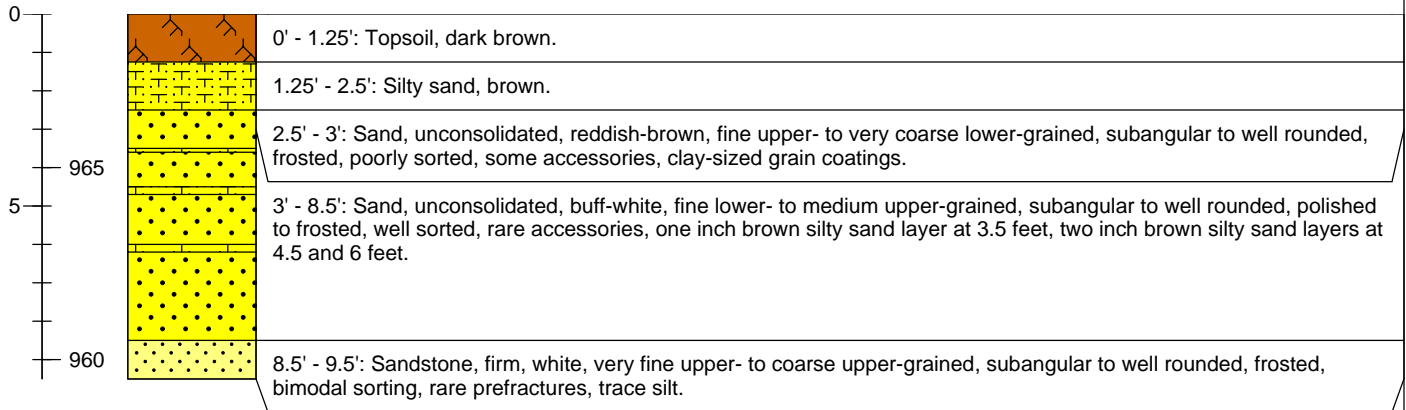 0
0' - 1.25': Topsoil, dark brown.
1.25' - 2.5': Silty sand, brown.
2.5' - 3': Sand, unconsolidated, reddish-brown, fine upper- to very coarse lower-grained, subangular to well rounded,
frosted, poorly sorted, some accessories, clay-sized grain coatings.
965
5
3' - 8.5': Sand, unconsolidated, buff-white, fine lower- to medium upper-grained, subangular to well rounded, polished
to frosted, well sorted, rare accessories, one inch brown silty sand layer at 3.5 feet, two inch brown silty sand layers at
4.5 and 6 feet.
960
8.5' - 9.5': Sandstone, firm, white, very fine upper- to coarse upper-grained, subangular to well rounded, frosted,
bimodal sorting, rare prefractures, trace silt.